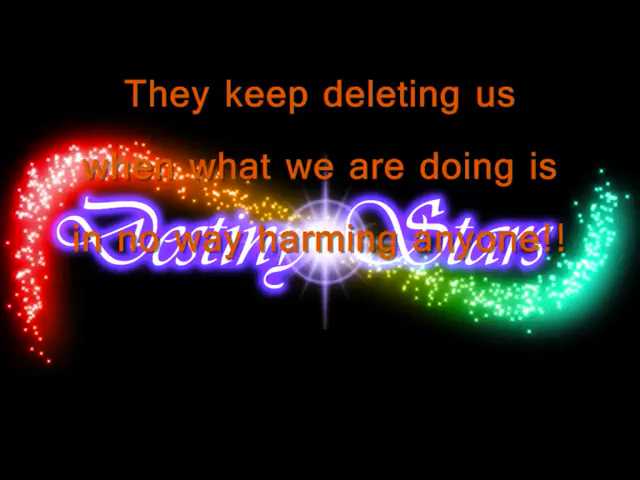 They keep deleting us
when what we are doing is
in no way harming anyone!!
Destiny Stars